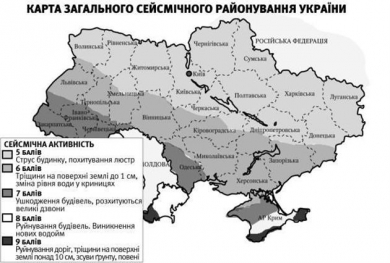 КАРТА ЗАГАЛЬНОГО СЕЙСМІЧНОГО РАЙОНУВАННЯ УКРАЇНИ
РОСІЙСЬКА ФЕДЕРАЦІЯ
Волинська
Рівненська
Чернігівська
Сумська
Житомирська
Київ
Київська
Львівська
Тернопільська
Хмельницька
Полтавська
Харківська
Луганська
Черкаська
Вінницька
Івано-
Франківська
Закарпатська
Чернівецька
Кіровоградська
Дніпропетровська
Донецька
Запорізька
Миколаївська
Херсонська
Одеська
МОЛДОВА
АР Крим
СЕЙСМІЧНА АКТИВНІСТЬ
5 БАЛІВ
Струс будинку, похитування люстр
6 БАЛІВ
Тріщини на поверхні землі до 1 см,
зміна рівня води у криницях
7 БАЛІВ
Ушкодження будівель, розхитуються
великі дзвони
8 БАЛІВ
Руйнування будівель. Виникнення
нових водойм
9 БАЛІВ
Руйнування доріг, тріщини на поверхні
землі понад 10 см, зсуви ґрунту, повені